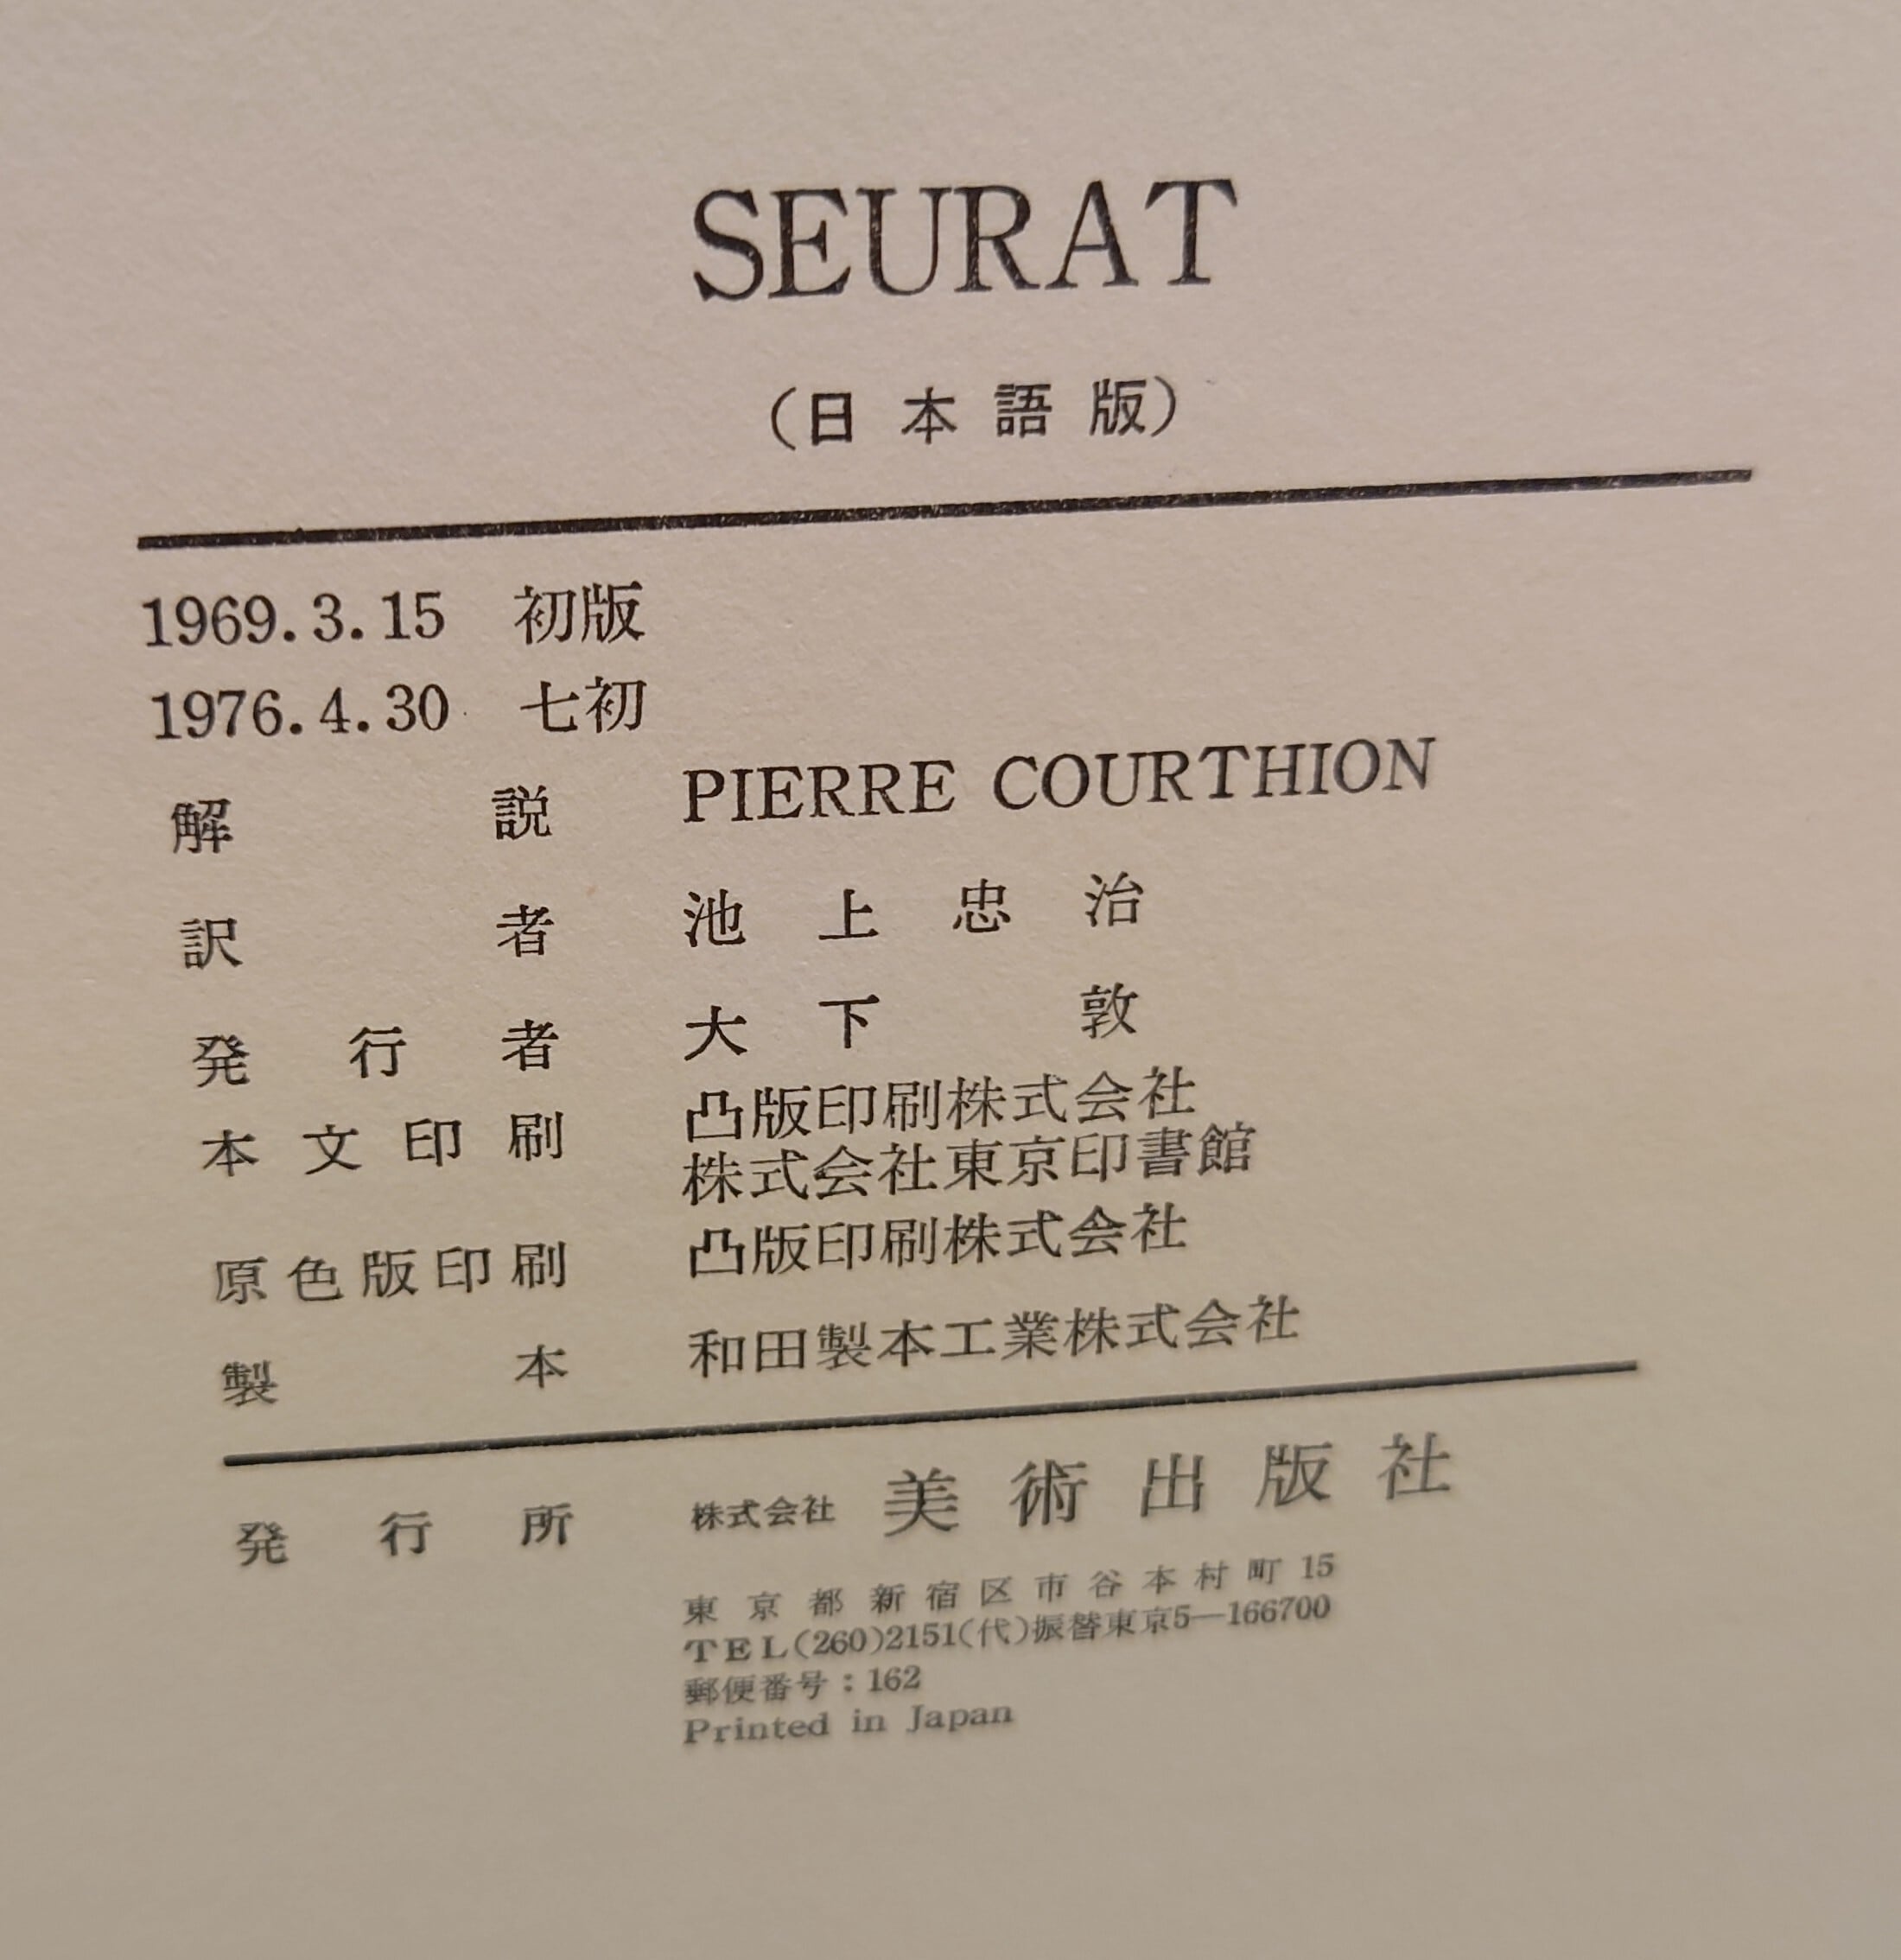 SEURAT
(日本語版)
1969.3.15 初版
1976.4.30 七初
解説 PIERRE COURTHION
訳者 池上忠治
発行者 大下敦
本文印刷 凸版印刷株式会社
株式会社東京印書館
原色版印刷 凸版印刷株式会社
製本 和田製本工業株式会社
発行所 株式会社 美術出版社
東京都新宿区市谷本村町15
TEL(260)2151(代)振替東京5—166700
郵便番号:162
Printed in Japan